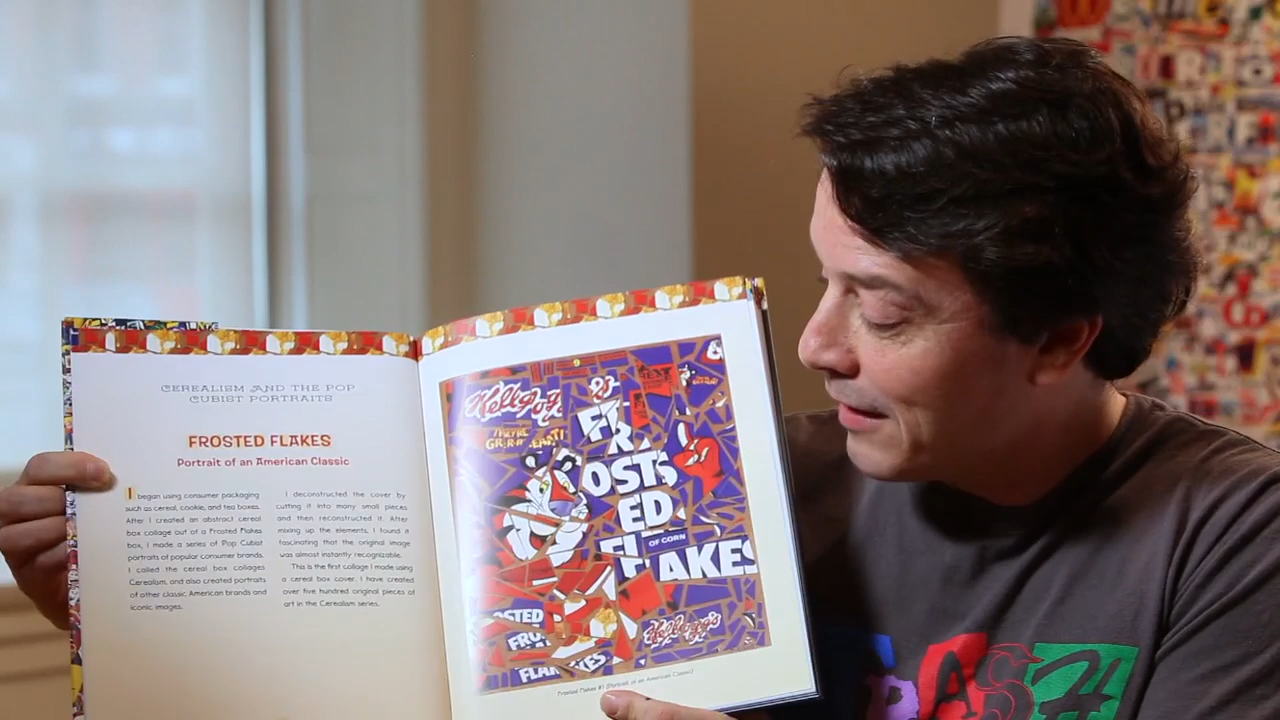 CEREALISM AND THE POP
CUBIST PORTRAITS
FROSTED FLAKES
Portrait of an American Classic
I began using consumer packaging
such as cereal, cookie, and tea boxes.
After I created an abstract cereal
box collage out of a Frosted Flakes
box, I made a series of Pop Cubist
portraits of popular consumer brands.
I called the cereal box collages
Cerealism, and also created portraits
of other classic American brands and
iconic images.
I deconstructed the cover by
cutting it into many small pieces
and then reconstructed it. After
mixing up the elements, I found it
fascinating that the original image
was almost instantly recognizable.
This is the first collage I made using
a cereal box cover. I have created
over five hundred original pieces of
art in the Cerealism series.
Kellogg's
THEY'RE
GR-R-R-EAT!
FR
OSTS
ED
OF CORN
FLAKES
Kellogg's
OSTED
FRO
FLAKES
Frosted Flakes #1 (Portrait of an American Classic)
RASH